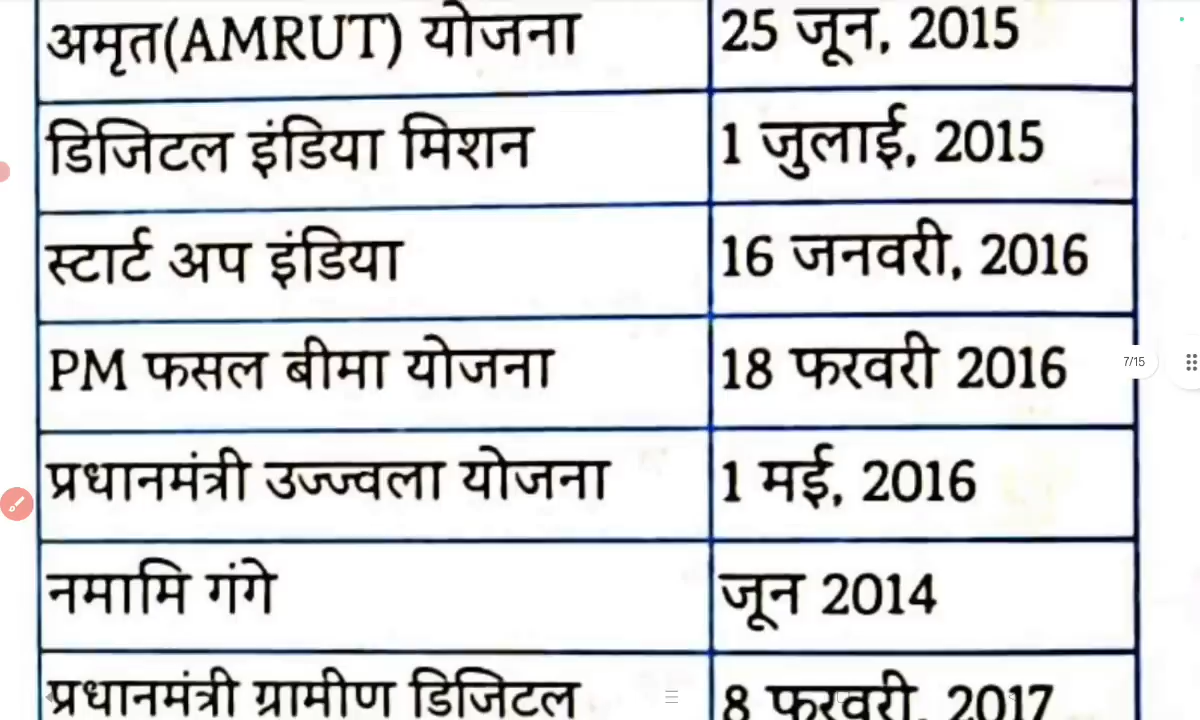 अमृत(AMRUT) योजना 25 जून, 2015
डिजिटल इंडिया मिशन 1 जुलाई, 2015
स्टार्ट अप इंडिया 16 जनवरी, 2016
PM फसल बीमा योजना 18 फरवरी 2016
7/15
प्रधानमंत्री उज्ज्वला योजना 1 मई, 2016
नमामि गंगे जून 2014
प्रधानमंत्री ग्रामीण डिजिटल 8 फरवरी, 2017